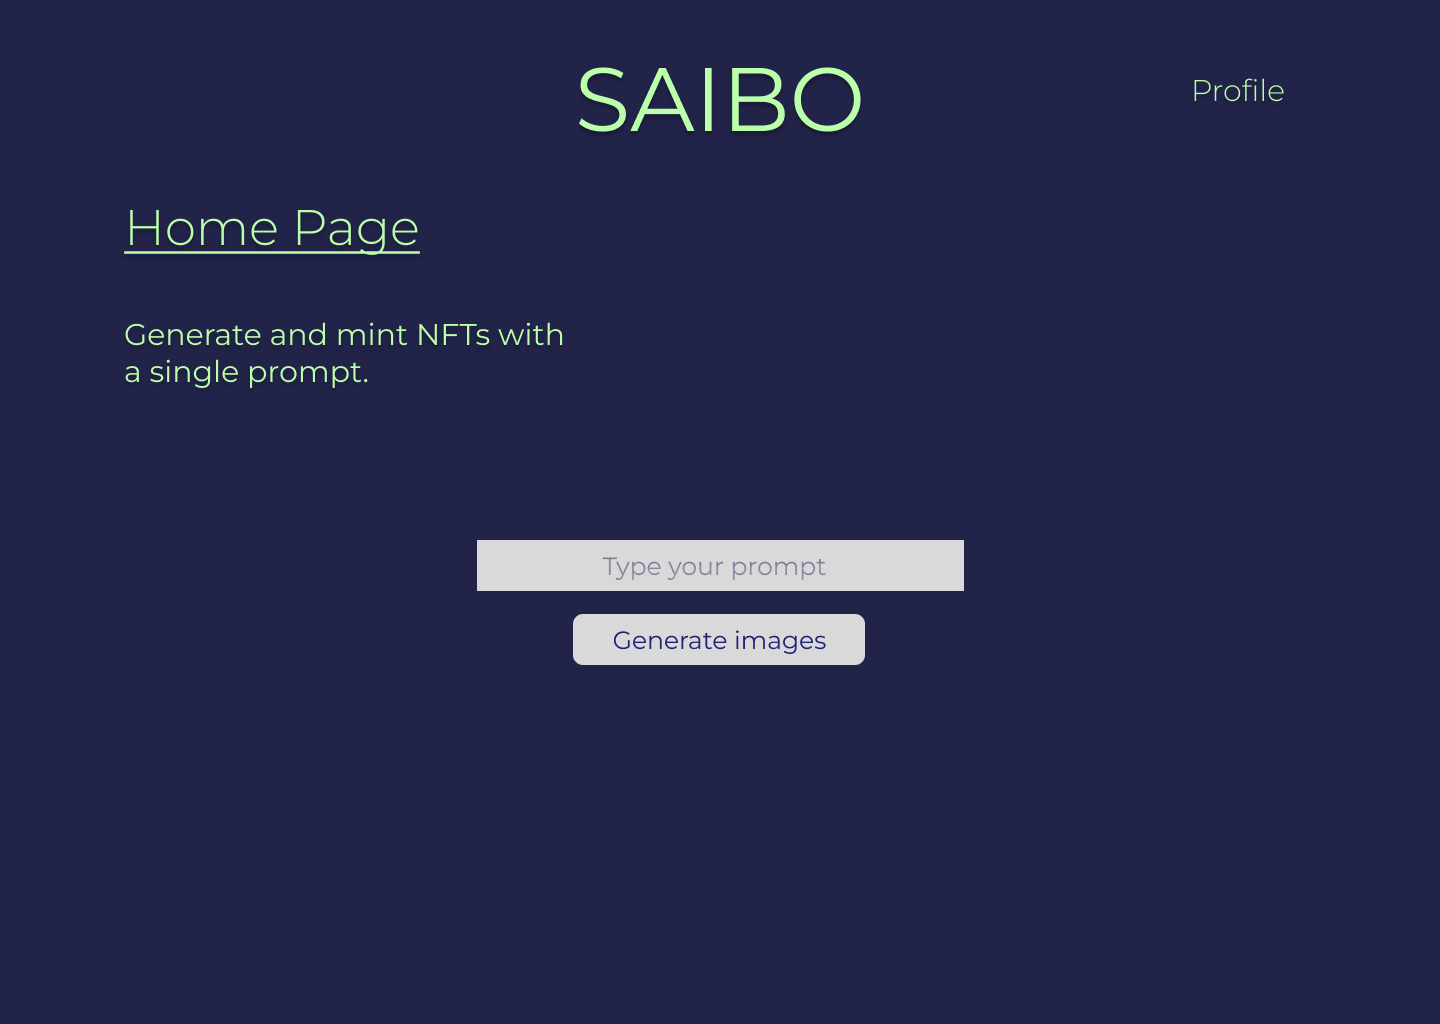 SAIBO
Profile
Home Page
Generate and mint NFTs with
a single prompt.
Type your prompt
Generate images